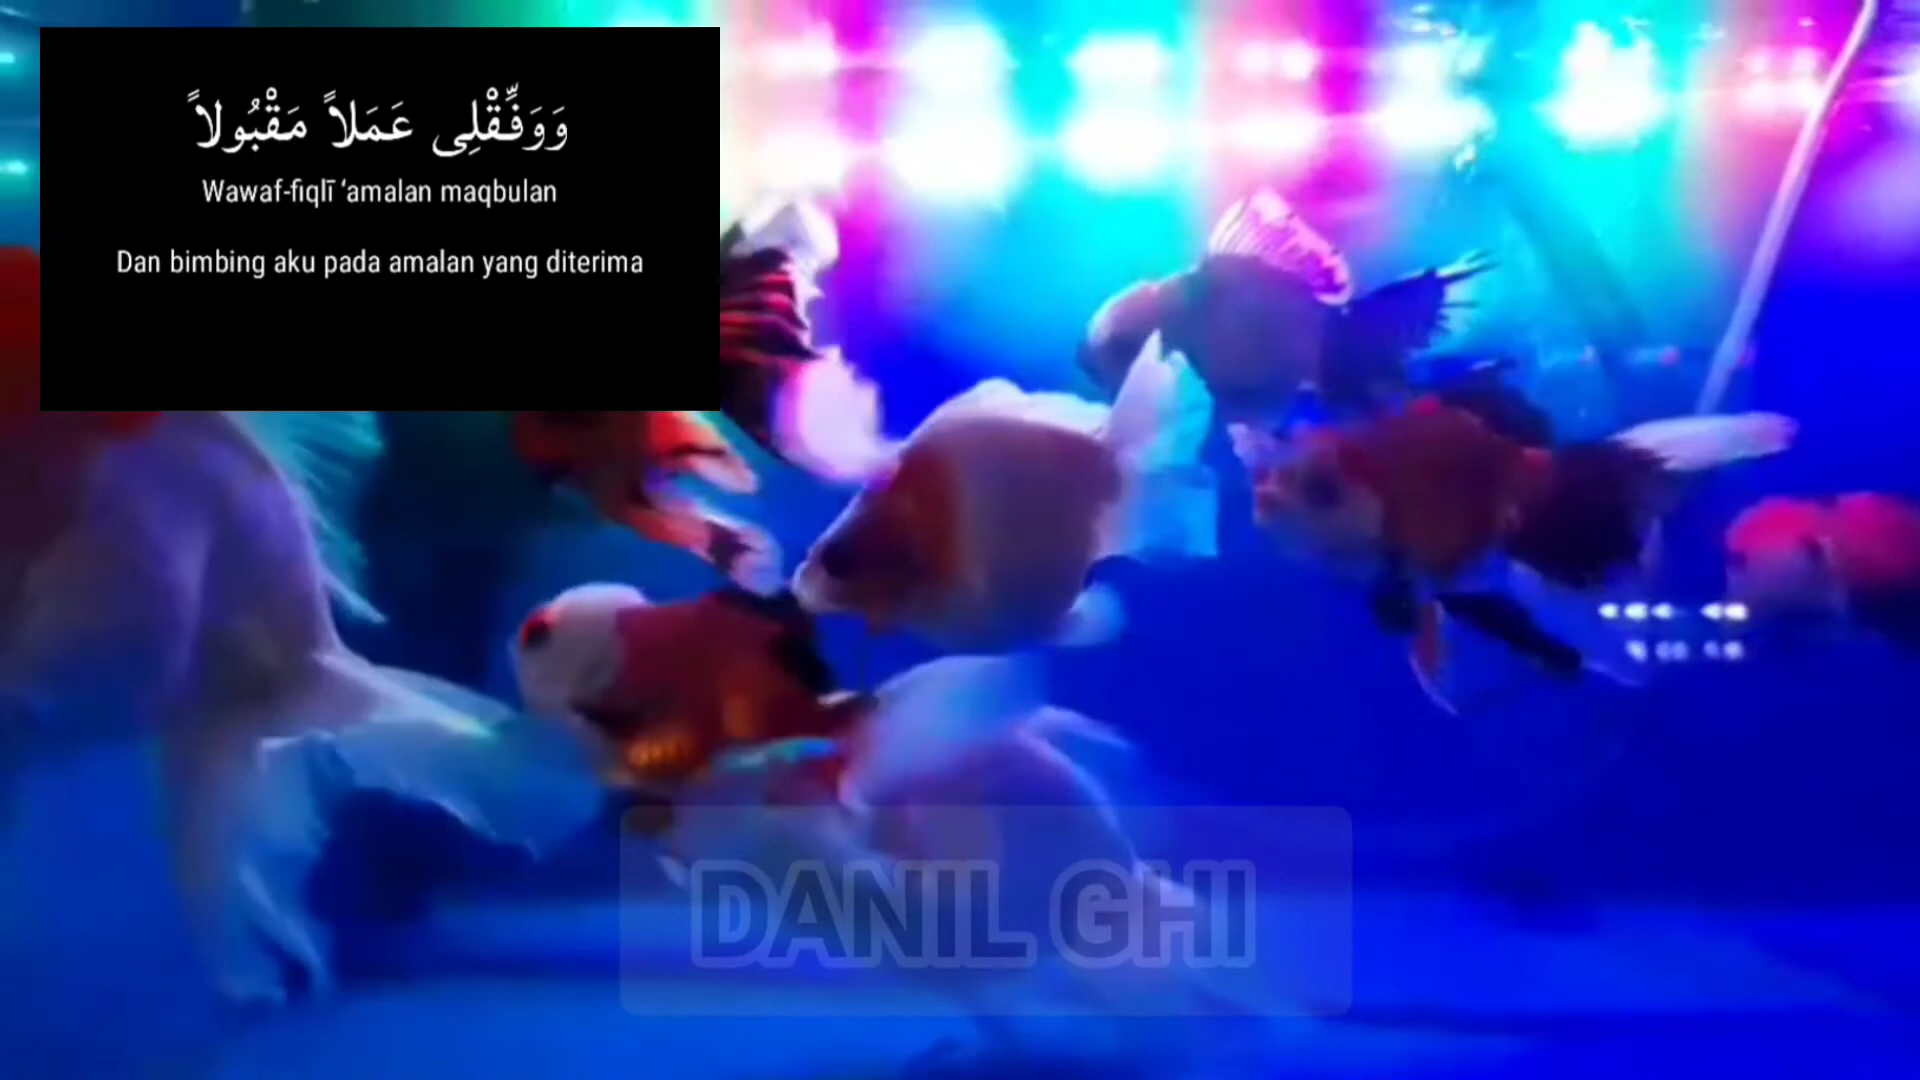 وَوَفِّقْلِى عَمَلاً مَقْبُولاً
Wawaf-fiqlī ‘amalan maqbulan
Dan bimbing aku pada amalan yang diterima
DANIL GHI